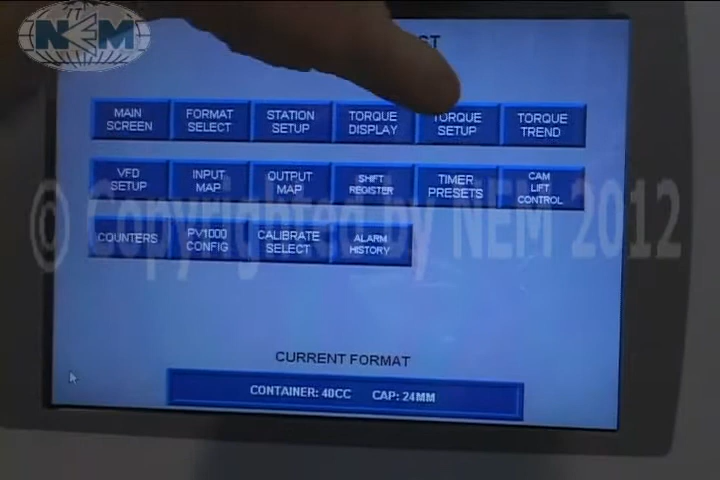 NEM
ST
MAIN
SCREEN
FORMAT
SELECT
STATION
SETUP
TORQUE
DISPLAY
TORQUE
SETUP
TORQUE
TREND
VFD
SETUP
INPUT
MAP
OUTPUT
MAP
SHIFT
REGISTER
TIMER
PRESETS
CAM
LIFT
CONTROL
© Copyrighted by NEM 2012
COUNTERS
PV1000
CONFIG
CALIBRATE
SELECT
ALARM
HISTORY
CURRENT FORMAT
CONTAINER: 40CC CAP: 24MM